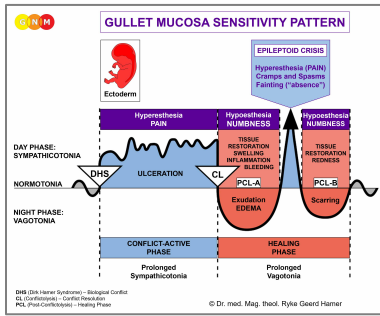 GNM
GULLET MUCOSA SENSITIVITY PATTERN
EPILEPTOID CRISIS
Hyperesthesia (PAIN)
Cramps and Spasms
Fainting ("absence")
Ectoderm
Hyperesthesia
PAIN
Hypoesthesia
NUMBNESS
Hypoesthesia
NUMBNESS
DAY PHASE:
SYMPATHICOTONIA
TISSUE
RESTORATION
SWELLING
INFLAMMATION
BLEEDING
TISSUE
RESTORATION
REDNESS
DHS
ULCERATION
CL
PCL-A
PCL-B
NORMOTONIA
NIGHT PHASE:
VAGOTONIA
Exudation
EDEMA
Scarring
CONFLICT-ACTIVE
PHASE
HEALING
PHASE
Prolonged
Sympathicotonia
Prolonged
Vagotonia
DHS (Dirk Hamer Syndrome) – Biological Conflict
CL (Conflictolysis) – Conflict Resolution
PCL (Post-Conflictolysis) – Healing Phase
© Dr. med. Mag. theol. Ryke Geerd Hamer